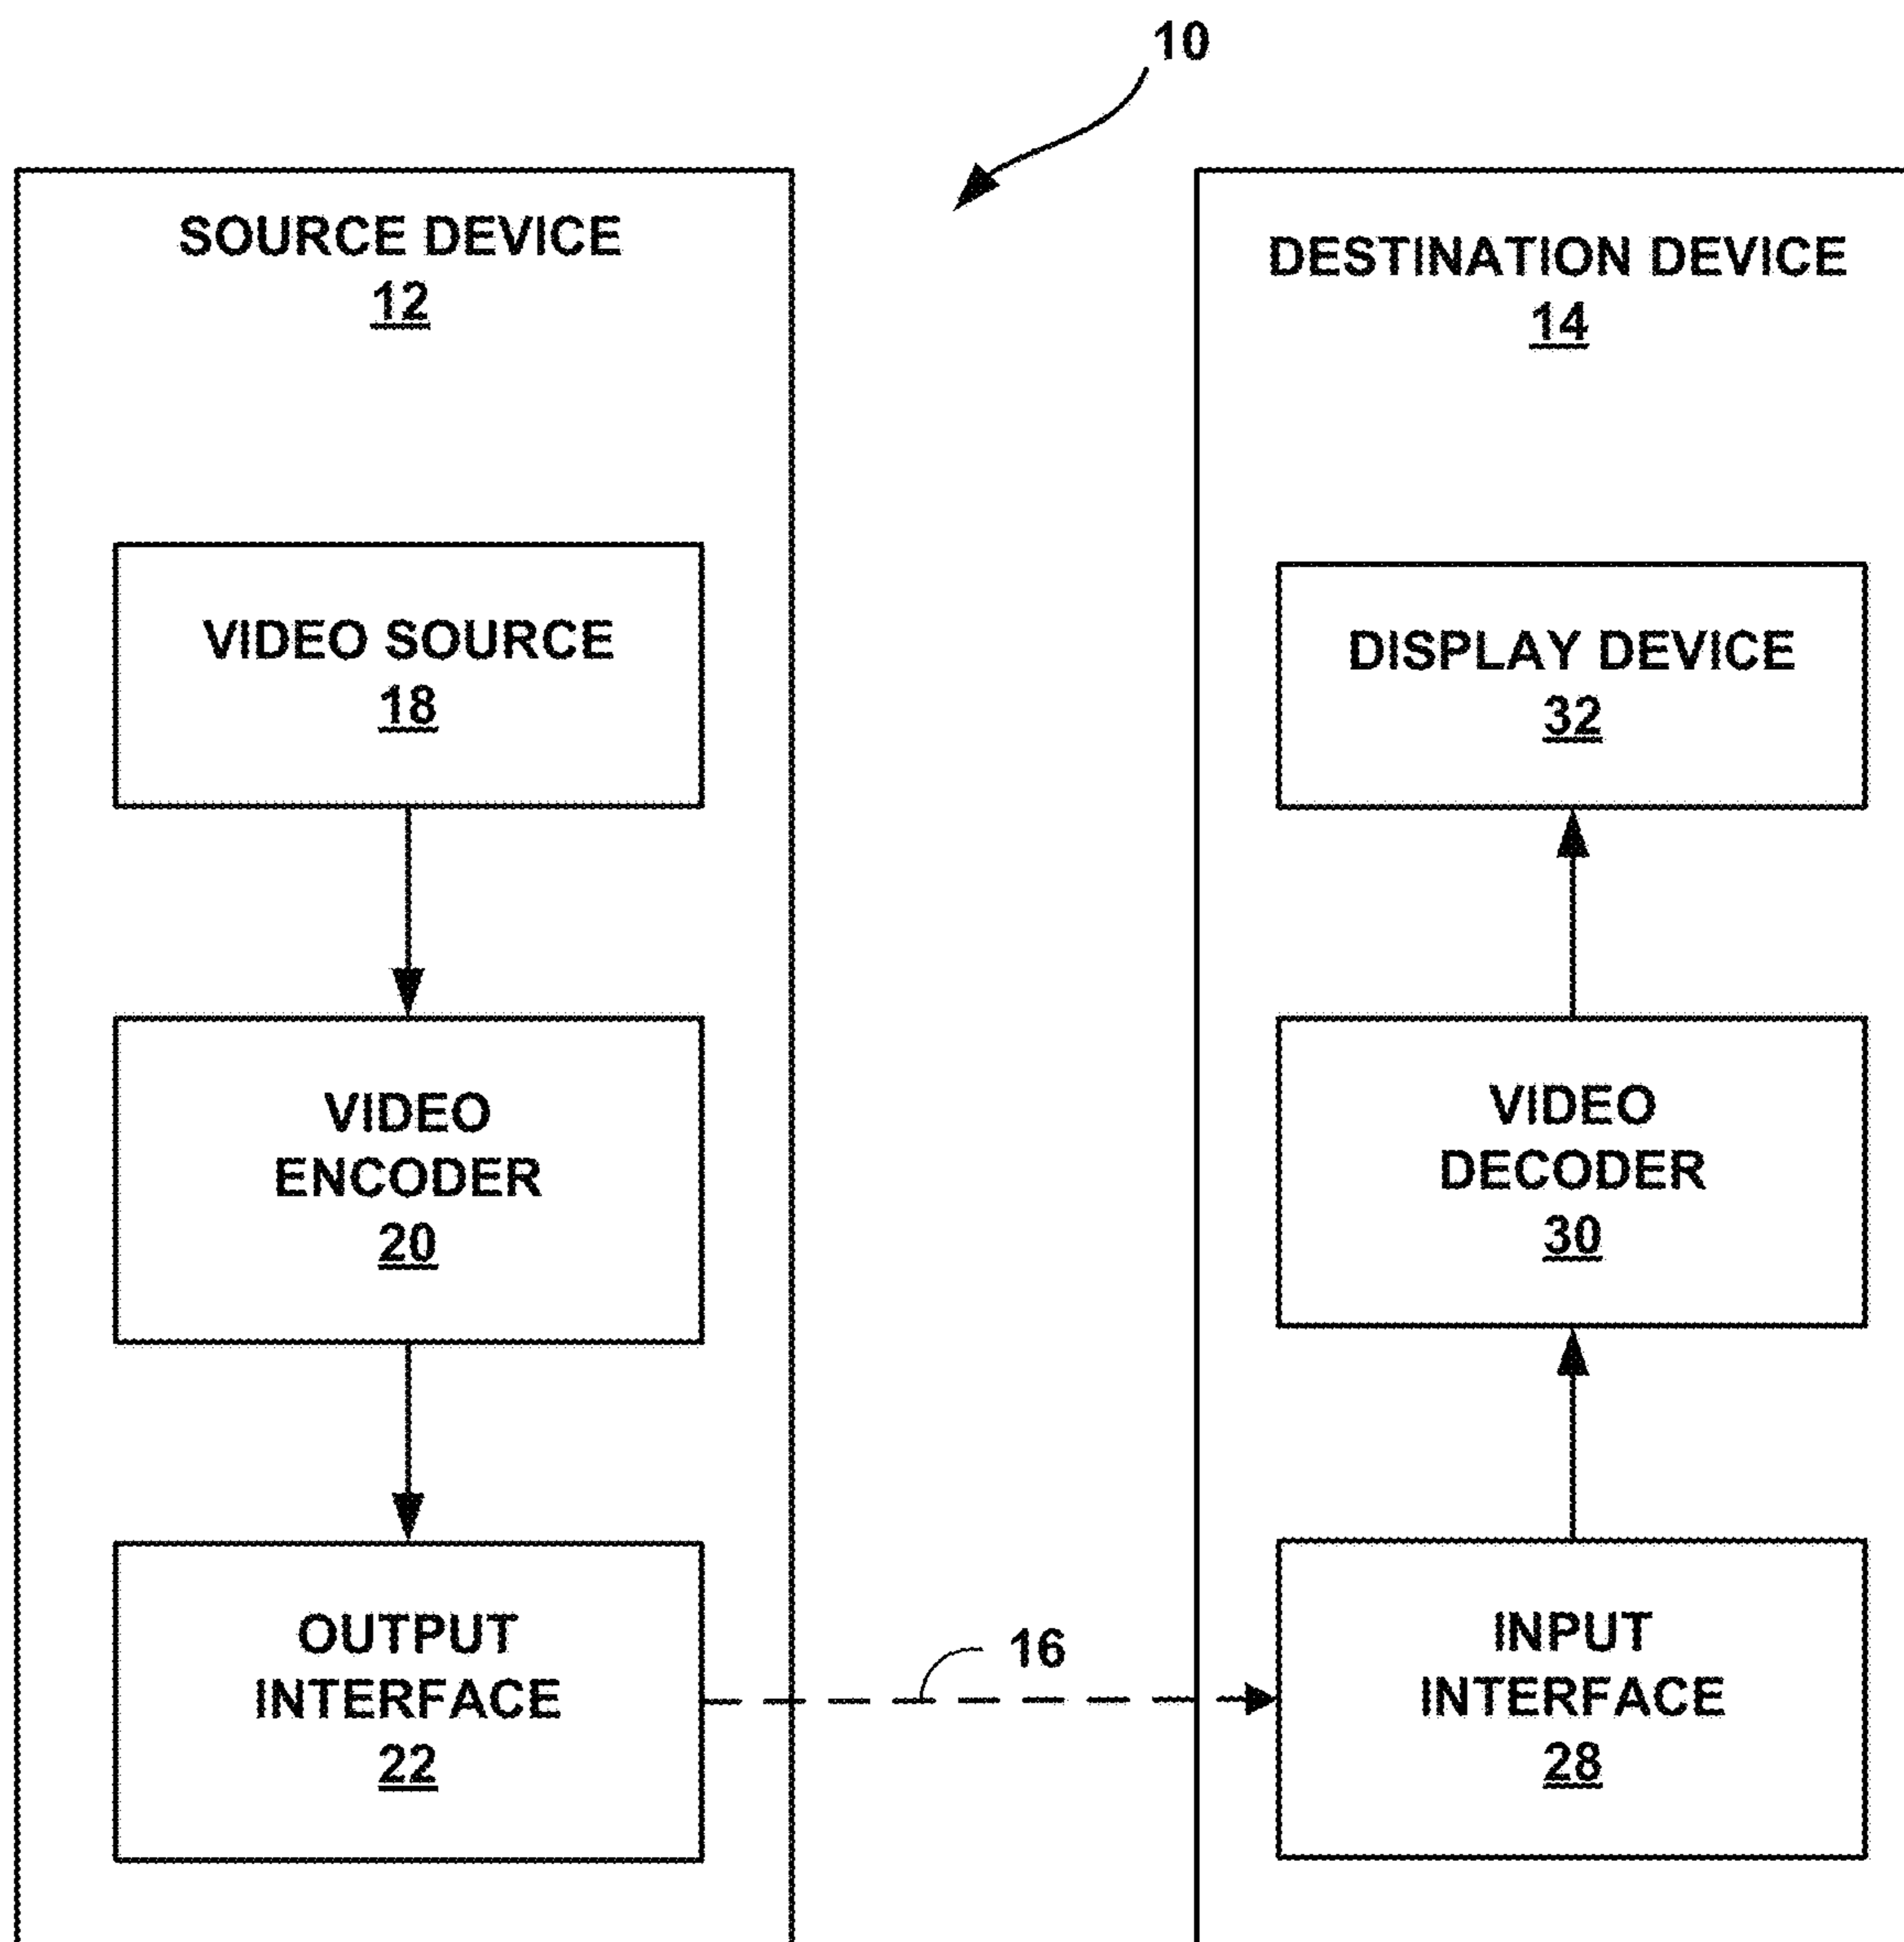 10
SOURCE DEVICE
12
VIDEO SOURCE
18
VIDEO
ENCODER
20
OUTPUT
INTERFACE
22
16
DESTINATION DEVICE
14
DISPLAY DEVICE
32
VIDEO
DECODER
30
INPUT
INTERFACE
28